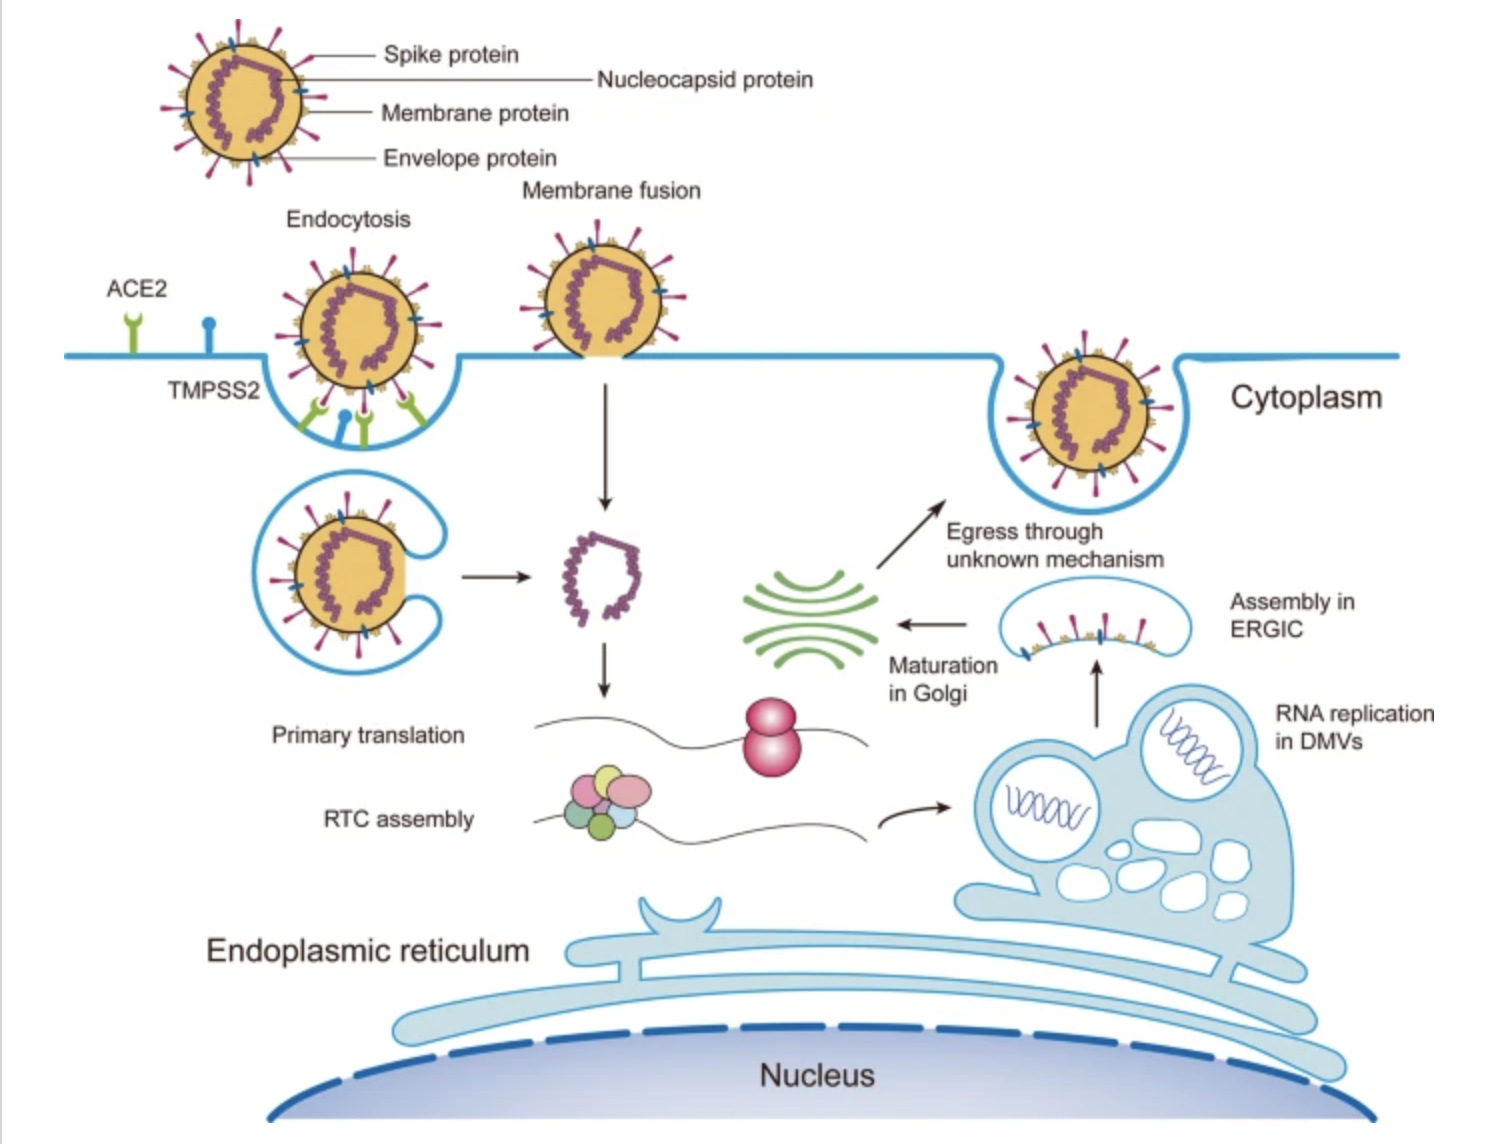 Spike protein
Nucleocapsid protein
Membrane protein
Envelope protein
Membrane fusion
Endocytosis
ACE2
TMPSS2
Cytoplasm
Egress through
unknown mechanism
Assembly in
ERGIC
Maturation
in Golgi
RNA replication
in DMVs
Primary translation
RTC assembly
Endoplasmic reticulum
Nucleus